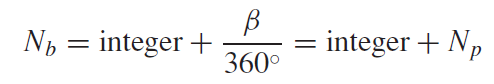 N_b = integer + β/360° = integer + N_p